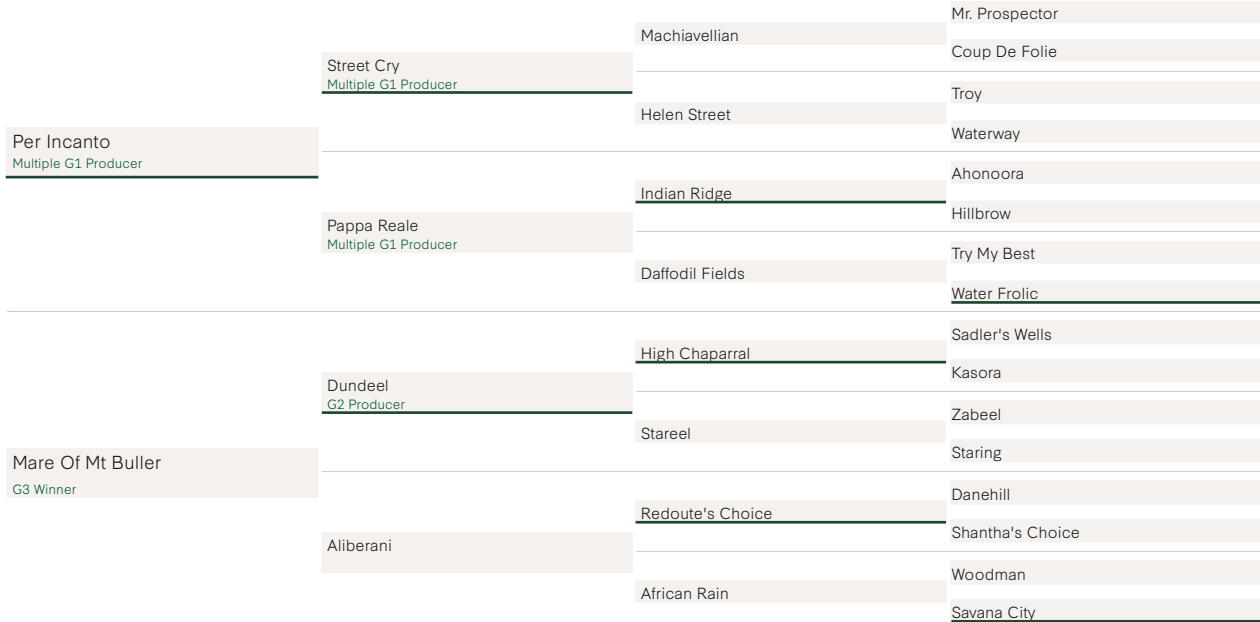 Per Incanto
Multiple G1 Producer
Mare Of Mt Buller
G3 Winner
Street Cry
Multiple G1 Producer
Pappa Reale
Multiple G1 Producer
Dundeel
G2 Producer
Aliberani
Machiavellian
Helen Street
Indian Ridge
Daffodil Fields
High Chaparral
Stareel
Redoute's Choice
African Rain
Mr. Prospector
Coup De Folie
Troy
Waterway
Ahonoora
Hillbrow
Try My Best
Water Frolic
Sadler's Wells
Kasora
Zabeel
Staring
Danehill
Shantha's Choice
Woodman
Savana City